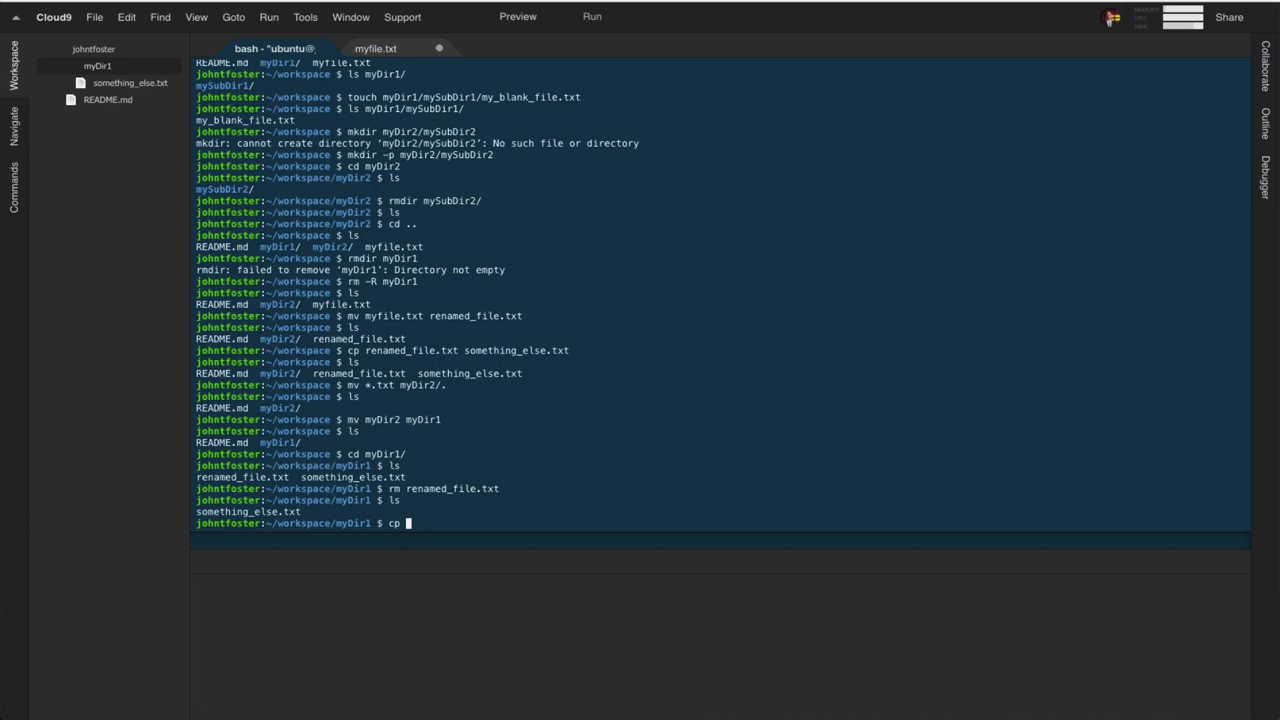 Cloud9 File Edit Find View Goto Run Tools Window Support Preview Run MEMORY CPU DISK Share
Workspace
Navigate
Commands
johntfoster
myDir1
something_else.txt
README.md
bash - "ubuntu@ myfile.txt
README.md myDir1/ myfile.txt
johntfoster:~/workspace $ ls myDir1/
mySubDir1/
johntfoster:~/workspace $ touch myDir1/mySubDir1/my_blank_file.txt
johntfoster:~/workspace $ ls myDir1/mySubDir1/
my_blank_file.txt
johntfoster:~/workspace $ mkdir myDir2/mySubDir2
mkdir: cannot create directory ‘myDir2/mySubDir2’: No such file or directory
johntfoster:~/workspace $ mkdir -p myDir2/mySubDir2
johntfoster:~/workspace $ cd myDir2
johntfoster:~/workspace/myDir2 $ ls
mySubDir2/
johntfoster:~/workspace/myDir2 $ rmdir mySubDir2/
johntfoster:~/workspace/myDir2 $ ls
johntfoster:~/workspace/myDir2 $ cd ..
johntfoster:~/workspace $ ls
README.md myDir1/ myDir2/ myfile.txt
johntfoster:~/workspace $ rmdir myDir1
rmdir: failed to remove ‘myDir1’: Directory not empty
johntfoster:~/workspace $ rm -R myDir1
johntfoster:~/workspace $ ls
README.md myDir2/ myfile.txt
johntfoster:~/workspace $ mv myfile.txt renamed_file.txt
johntfoster:~/workspace $ ls
README.md myDir2/ renamed_file.txt
johntfoster:~/workspace $ cp renamed_file.txt something_else.txt
johntfoster:~/workspace $ ls
README.md myDir2/ renamed_file.txt something_else.txt
johntfoster:~/workspace $ mv *.txt myDir2/.
johntfoster:~/workspace $ ls
README.md myDir2/
johntfoster:~/workspace $ mv myDir2 myDir1
johntfoster:~/workspace $ ls
README.md myDir1/
johntfoster:~/workspace $ cd myDir1/
johntfoster:~/workspace/myDir1 $ ls
renamed_file.txt something_else.txt
johntfoster:~/workspace/myDir1 $ rm renamed_file.txt
johntfoster:~/workspace/myDir1 $ ls
something_else.txt
johntfoster:~/workspace/myDir1 $ cp
Collaborate
Outline
Debugger